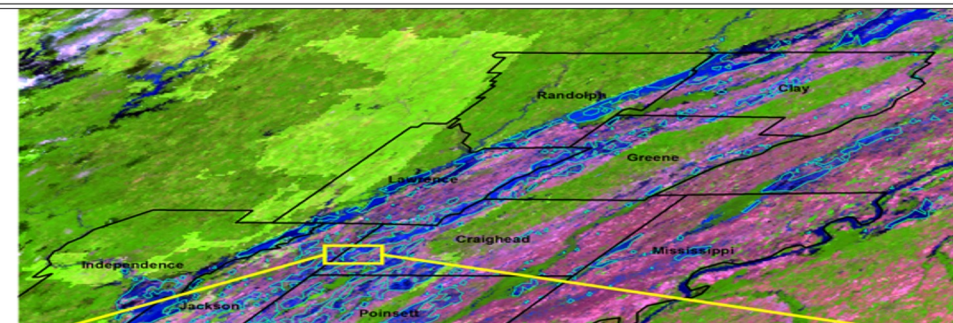 Randolph
Clay
Greene
Lawrence
Craighead
Mississippi
Independence
Jackson
Poinsett